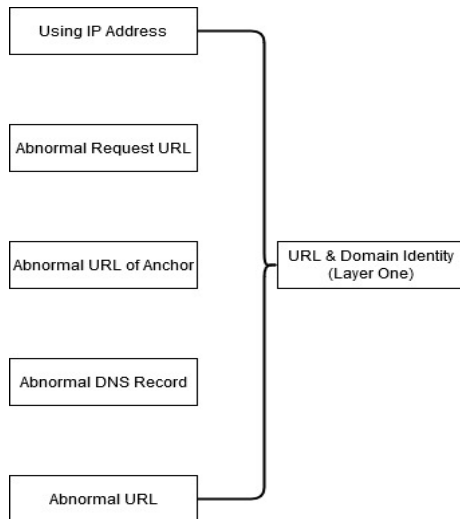 Using IP Address
Abnormal Request URL
Abnormal URL of Anchor
URL & Domain Identity
(Layer One)
Abnormal DNS Record
Abnormal URL